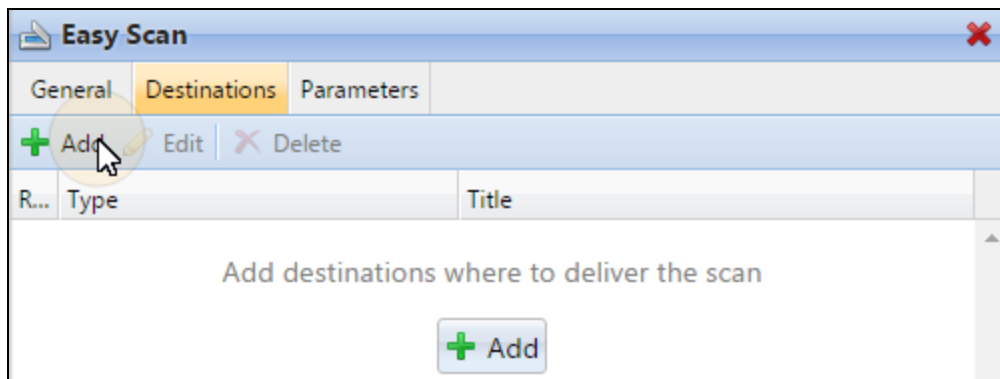 Easy Scan
General Destinations Parameters
Add Edit Delete
R... Type Title
Add destinations where to deliver the scan
Add